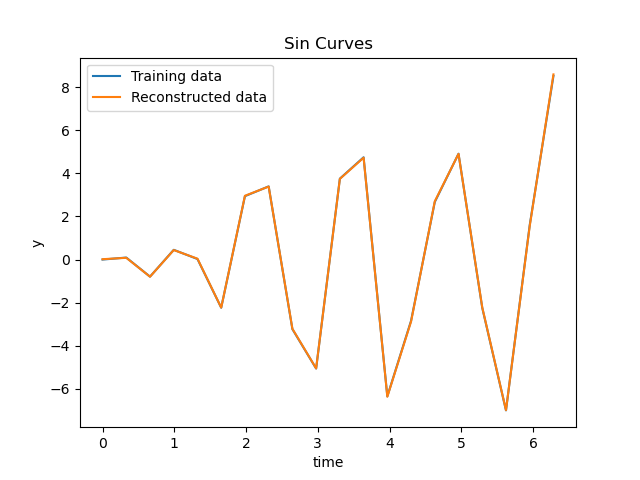 Sin Curves
Training data
Reconstructed data
8
6
4
2
0
−2
−4
−6
y
0 1 2 3 4 5 6
time